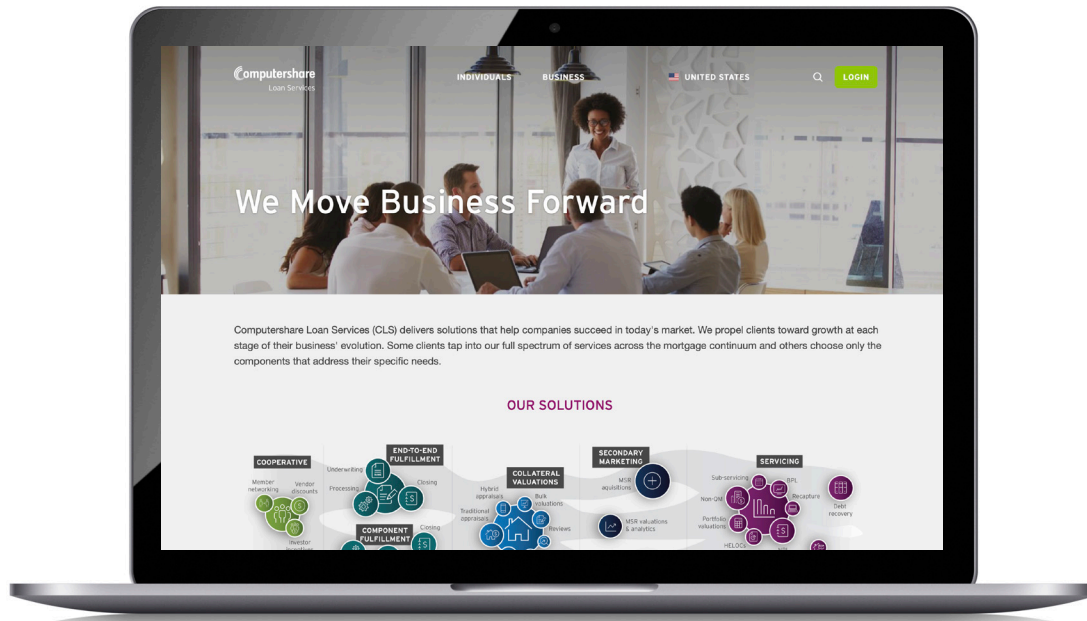 Computershare
Loan Services
INDIVIDUALS
BUSINESS
UNITED STATES
LOGIN
We Move Business Forward
Computershare Loan Services (CLS) delivers solutions that help companies succeed in today's market. We propel clients toward growth at each
stage of their business' evolution. Some clients tap into our full spectrum of services across the mortgage continuum and others choose only the
components that address their specific needs.
OUR SOLUTIONS
COOPERATIVE
Member
networking
Vendor
discounts
Investor
END-TO-END
FULFILLMENT
Underwriting
Processing
Closing
COMPONENT
FULFILLMENT
Closing
COLLATERAL
VALUATIONS
Hybrid
appraisals
Bulk
valuations
Traditional
appraisals
Reviews
SECONDARY
MARKETING
MSR
aquisitions
MSR valuations
& analytics
SERVICING
Sub-servicing
BPL
Non-QM
Recapture
Portfolio
valuations
HELOCs
Debt
recovery